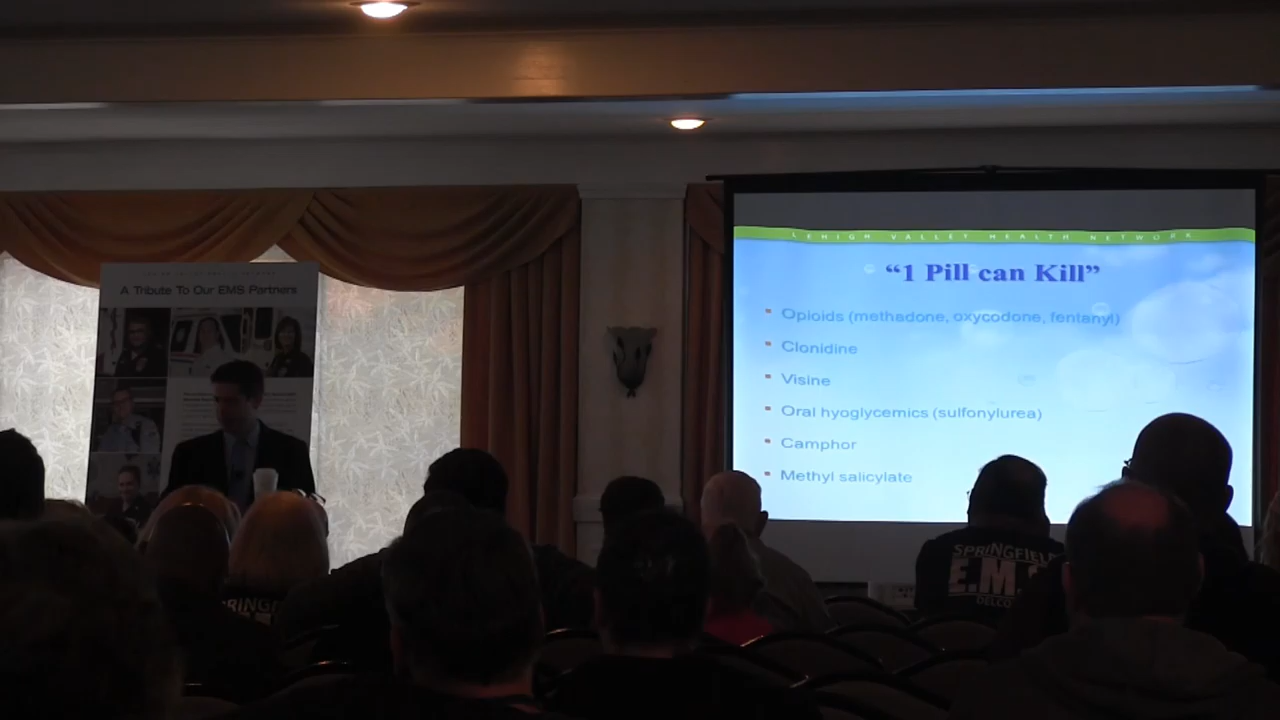 A Tribute To Our EMS Partners
LEHIGH VALLEY HEALTH NETWORK
“1 Pill can Kill”
Opioids (methadone, oxycodone, fentanyl)
Clonidine
Visine
Oral hyoglycemics (sulfonylurea)
Camphor
Methyl salicylate
SPRINGFIELD
E.M.
DELCO
RINGF